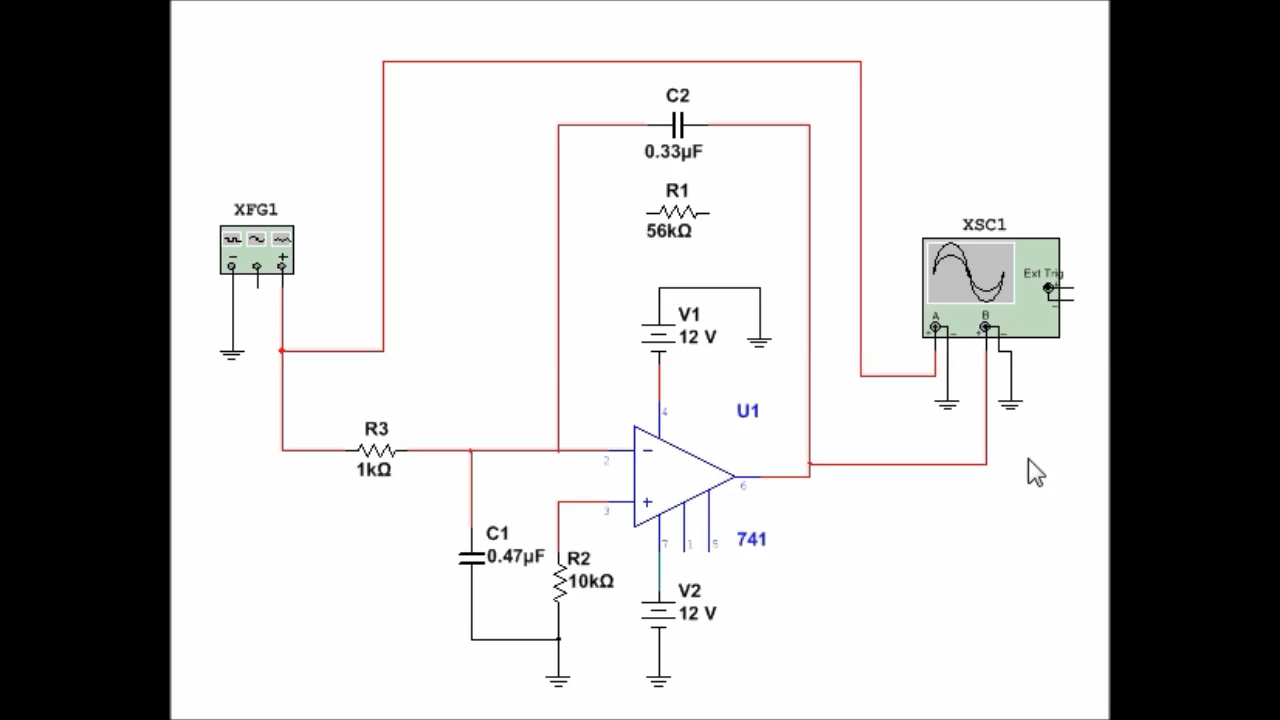 C2
0.33µF
R1
56kΩ
XFG1
XSC1
Ext Trig
V1
12 V
A
B
U1
4
R3
1kΩ
2
6
3
C1
0.47µF
R2
10kΩ
7
1
5
741
V2
12 V